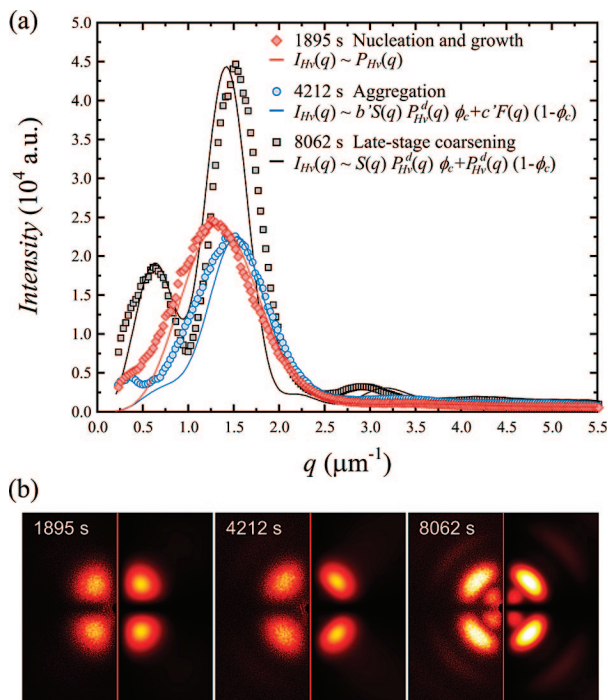 (a)
5.0
4.5
4.0
3.5
3.0
2.5
2.0
1.5
1.0
0.5
0.0
Intensity (10⁴ a.u.)
1895 s Nucleation and growth
I_Hv(q) ~ P_Hv(q)
4212 s Aggregation
I_Hv(q) ~ b'S(q) P^d_Hv(q) ϕ_c+c'F(q) (1-ϕ_c)
8062 s Late-stage coarsening
I_Hv(q) ~ S(q) P^d_Hv(q) ϕ_c+P^d_Hv(q) (1-ϕ_c)
0.0 0.5 1.0 1.5 2.0 2.5 3.0 3.5 4.0 4.5 5.0 5.5
q (μm⁻¹)
(b)
1895 s
4212 s
8062 s